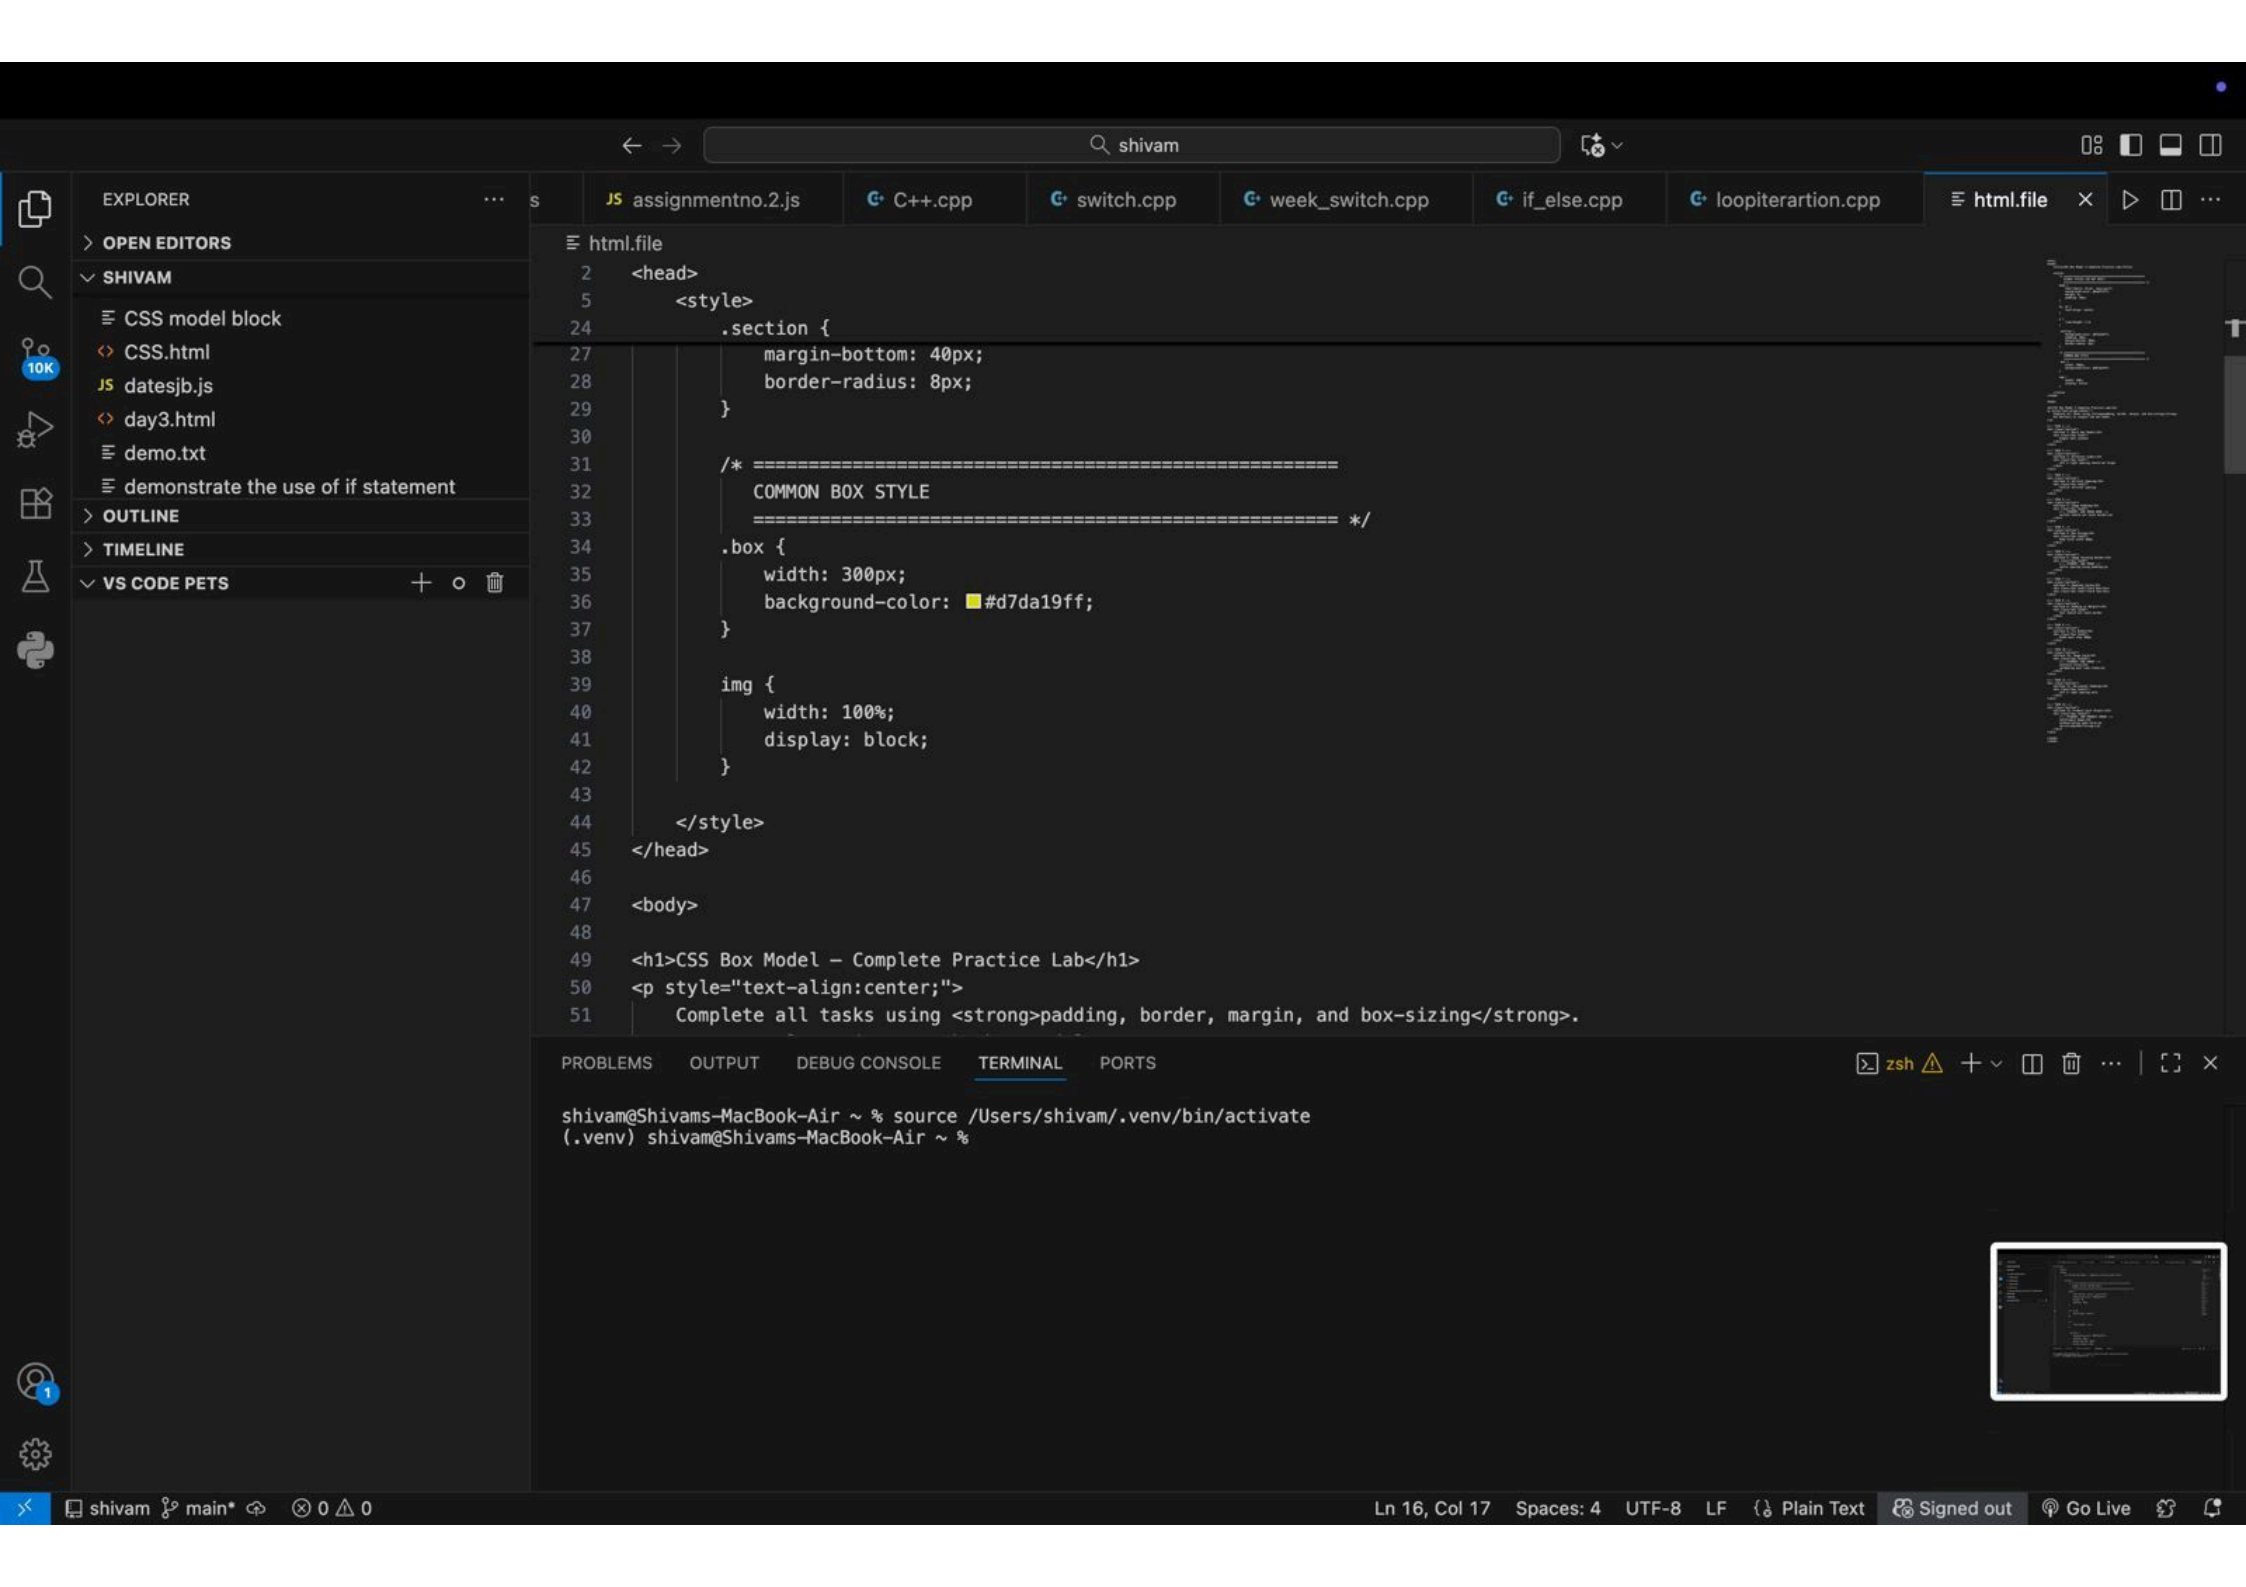 shivam
EXPLORER
s
assignmentno.2.js
C++.cpp
switch.cpp
week_switch.cpp
if_else.cpp
loopiterartion.cpp
html.file
OPEN EDITORS
SHIVAM
CSS model block
CSS.html
JS datesjb.js
day3.html
demo.txt
demonstrate the use of if statement
OUTLINE
TIMELINE
VS CODE PETS
10K
1
html.file
2 <head>
5 <style>
24 .section {
27 margin-bottom: 40px;
28 border-radius: 8px;
29 }
30
31 /* =====================================================
32 COMMON BOX STYLE
33 ===================================================== */
34 .box {
35 width: 300px;
36 background-color: #d7da19ff;
37 }
38
39 img {
40 width: 100%;
41 display: block;
42 }
43
44 </style>
45 </head>
46
47 <body>
48
49 <h1>CSS Box Model – Complete Practice Lab</h1>
50 <p style="text-align:center;">
51 Complete all tasks using <strong>padding, border, margin, and box-sizing</strong>.
PROBLEMS OUTPUT DEBUG CONSOLE TERMINAL PORTS
zsh
shivam@Shivams-MacBook-Air ~ % source /Users/shivam/.venv/bin/activate
(.venv) shivam@Shivams-MacBook-Air ~ %
shivam main* 0 0
Ln 16, Col 17 Spaces: 4 UTF-8 LF Plain Text Signed out Go Live